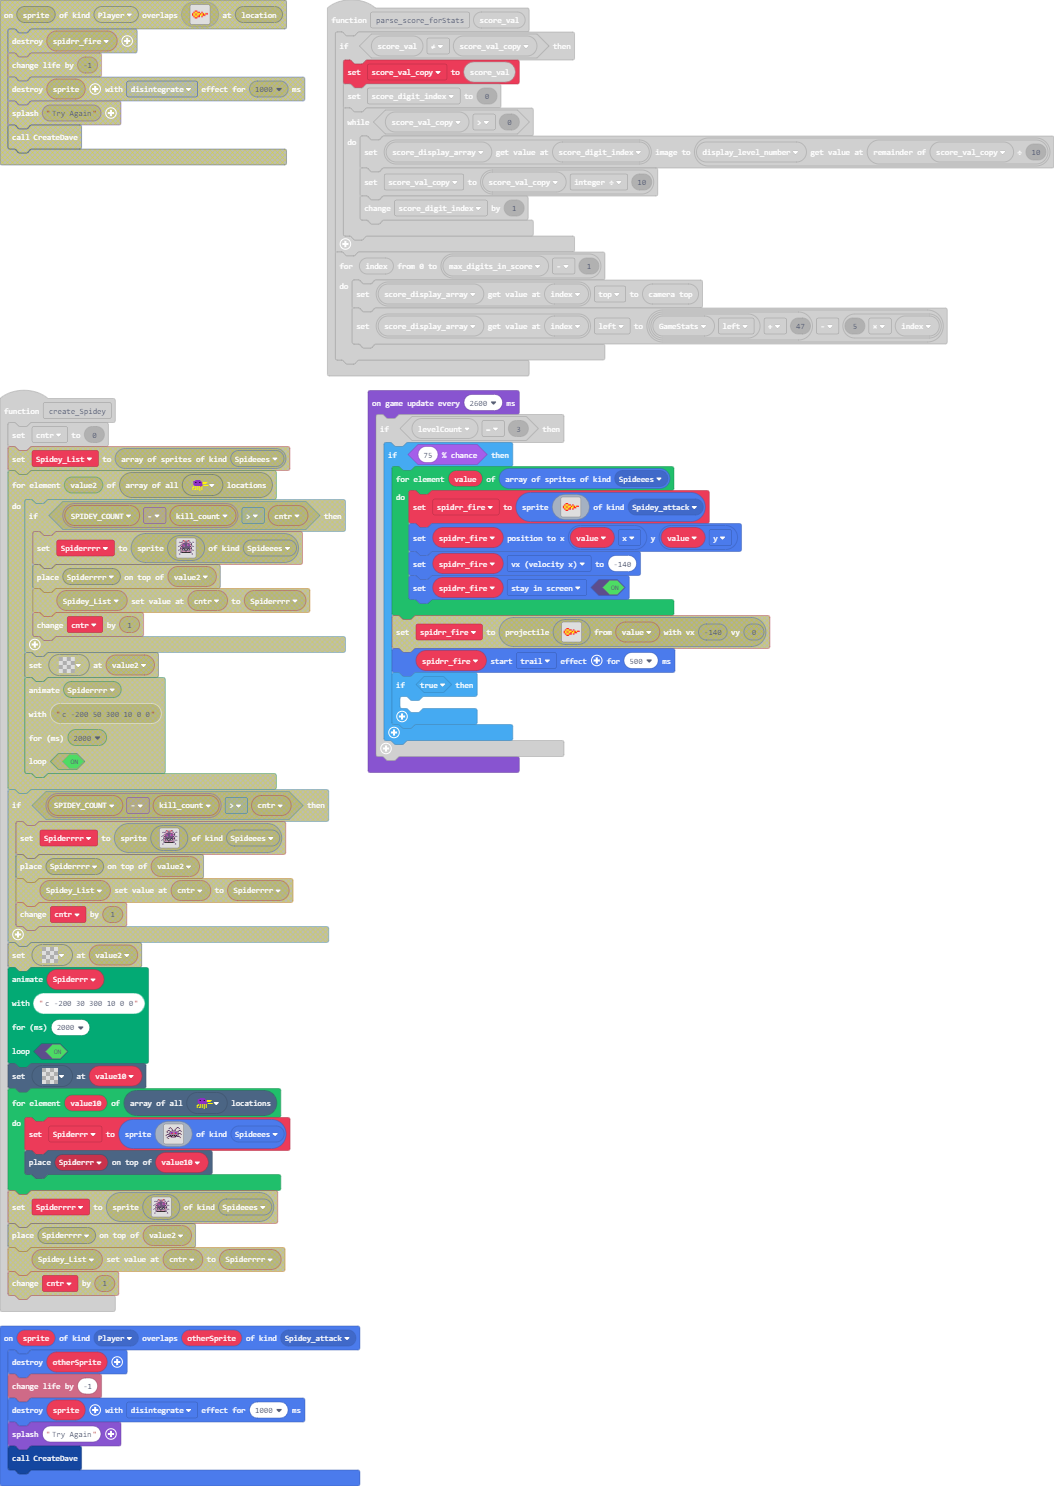 on sprite of kind Player overlaps at location
destroy spidrr_fire
change life by -1
destroy sprite with disintegrate effect for 1000 ms
splash "Try Again"
call CreateDave
function parse_score_forStats score_val
if score_val ≠ score_val_copy then
set score_val_copy to score_val
set score_digit_index to 0
while score_val_copy > 0
do
set score_display_array get value at score_digit_index image to display_level_number get value at remainder of score_val_copy ÷ 10
set score_val_copy to score_val_copy integer ÷ 10
change score_digit_index by 1
for index from 0 to max_digits_in_score - 1
do
set score_display_array get value at index top to camera top
set score_display_array get value at index left to GameStats left + 47 - 5 × index
function create_Spidey
set cntr to 0
set Spidey_List to array of sprites of kind Spideees
for element value2 of array of all locations
do
if SPIDEY_COUNT - kill_count > cntr then
set Spiderrrr to sprite of kind Spideees
place Spiderrrr on top of value2
Spidey_List set value at cntr to Spiderrrr
change cntr by 1
set at value2
animate Spiderrrr
with "c -200 50 300 10 0 0"
for (ms) 2000
loop ON
if SPIDEY_COUNT - kill_count > cntr then
set Spiderrrr to sprite of kind Spideees
place Spiderrrr on top of value2
Spidey_List set value at cntr to Spiderrrr
change cntr by 1
set at value2
animate Spiderrr
with "c -200 30 300 10 0 0"
for (ms) 2000
loop ON
set at value10
for element value10 of array of all locations
do
set Spiderrr to sprite of kind Spideees
place Spiderrr on top of value10
set Spiderrrr to sprite of kind Spideees
place Spiderrrr on top of value2
Spidey_List set value at cntr to Spiderrrr
change cntr by 1
on game update every 2600 ms
if levelCount = 3 then
if 75 % chance then
for element value of array of sprites of kind Spideees
do
set spidrr_fire to sprite of kind Spidey_attack
set spidrr_fire position to x value x y value y
set spidrr_fire vx (velocity x) to -140
set spidrr_fire stay in screen ON
set spidrr_fire to projectile from value with vx -140 vy 0
spidrr_fire start trail effect for 500 ms
if true then
on sprite of kind Player overlaps otherSprite of kind Spidey_attack
destroy otherSprite
change life by -1
destroy sprite with disintegrate effect for 1000 ms
splash "Try Again"
call CreateDave